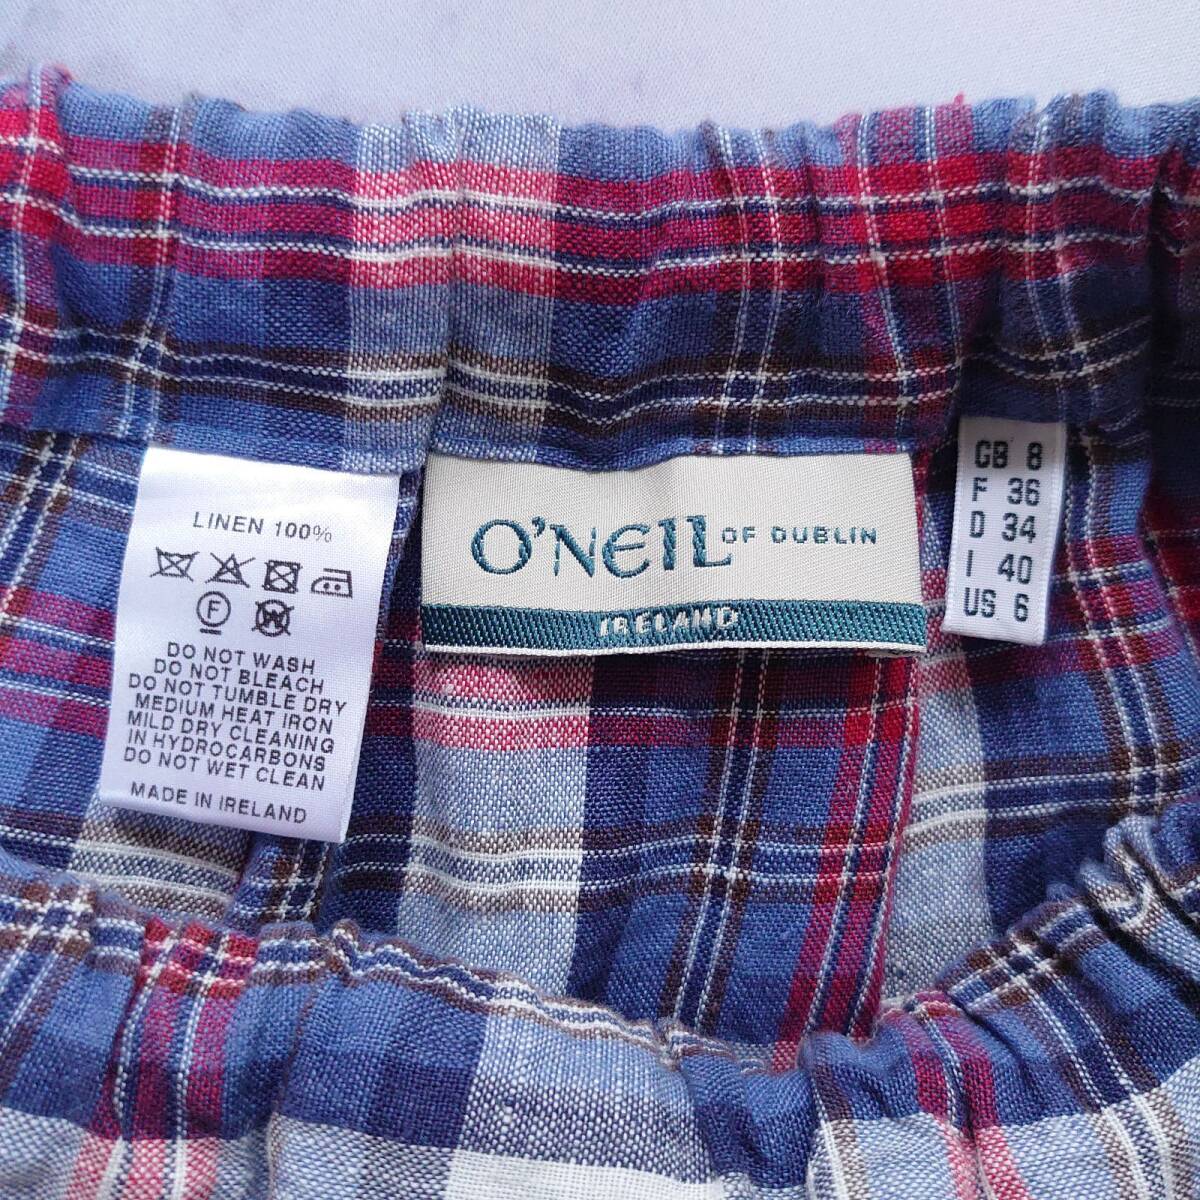 LINEN 100%
F
DO NOT WASH
DO NOT BLEACH
DO NOT TUMBLE DRY
MEDIUM HEAT IRON
MILD DRY CLEANING
IN HYDROCARBONS
DO NOT WET CLEAN
MADE IN IRELAND
O'NEIL OF DUBLIN
IRELAND
GB 8
F 36
D 34
I 40
US 6